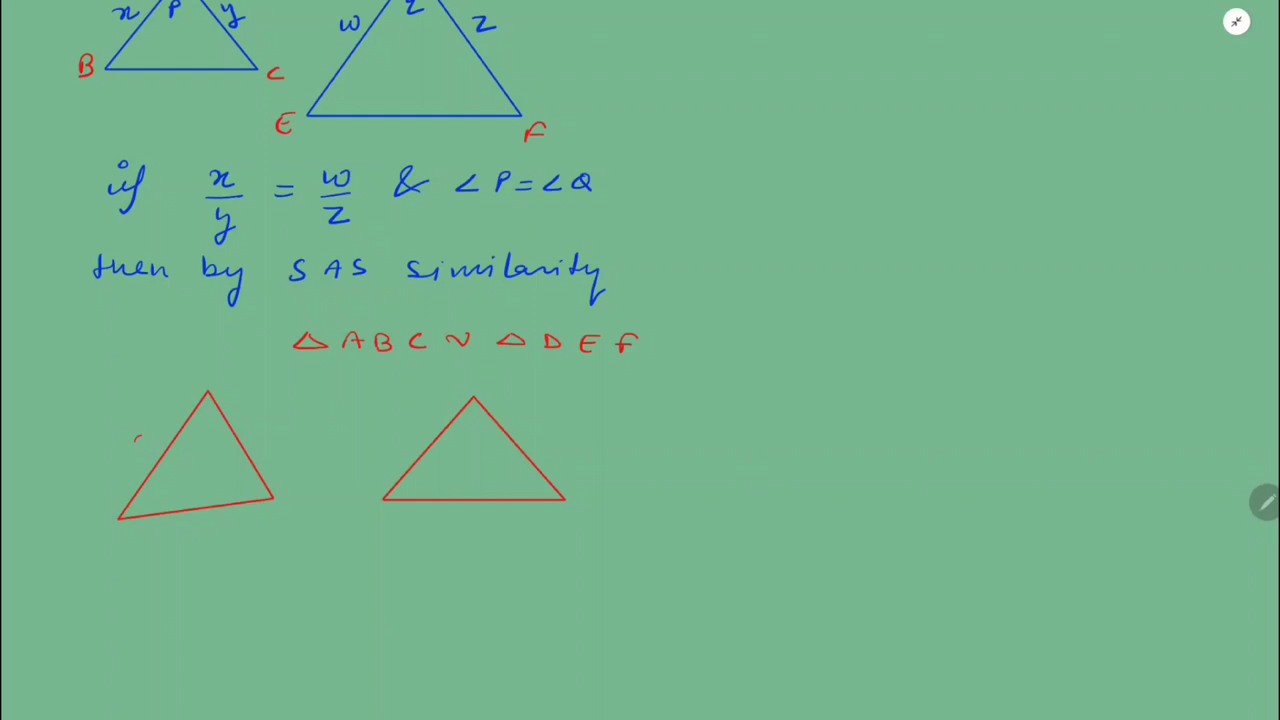 x P y w Z z
B C
E F
if x/y = w/z & ∠P = ∠Q
then by SAS similarity
△ABC ~ △DEF